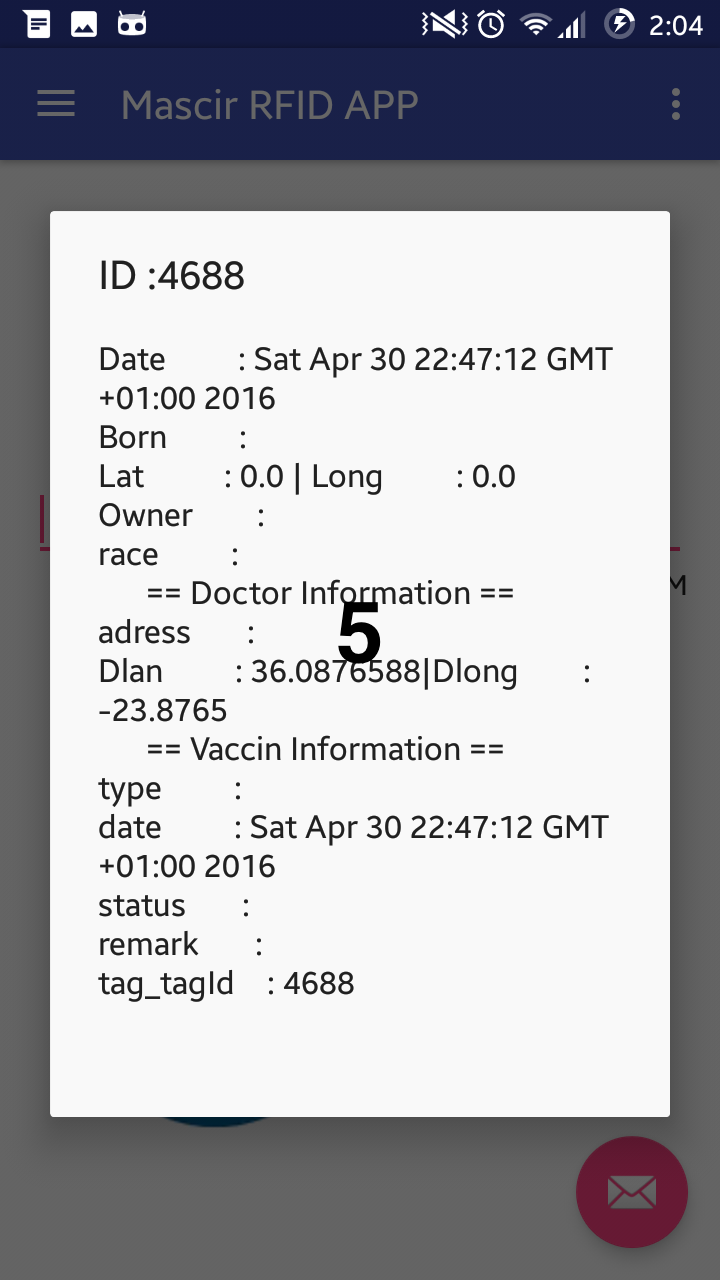 2:04
Mascir RFID APP
ID :4688
Date : Sat Apr 30 22:47:12 GMT
+01:00 2016
Born :
Lat : 0.0 | Long : 0.0
Owner :
race :
M
== Doctor Information ==
5
adress :
Dlan : 36.0876588|Dlong :
-23.8765
== Vaccin Information ==
type :
date : Sat Apr 30 22:47:12 GMT
+01:00 2016
status :
remark :
tag_tagId : 4688